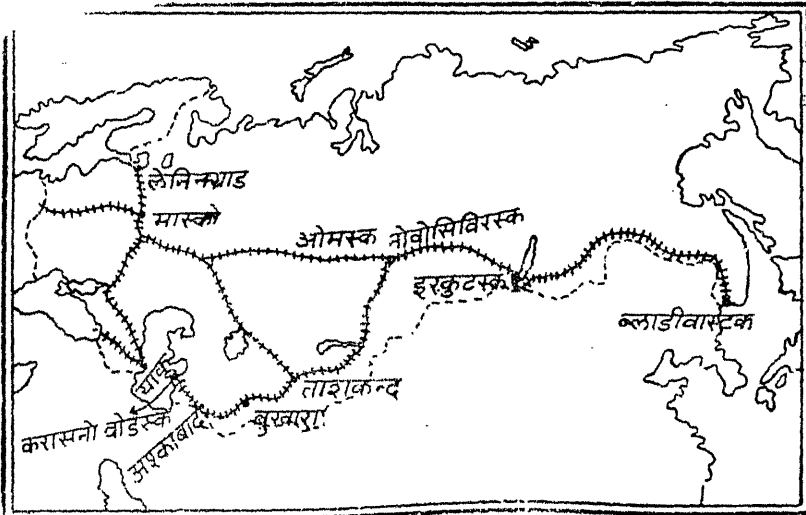 लेनिनग्राड
मास्को
ओमस्क नोवोसिविरस्क
इरकुटस्क
ब्लाडीवास्टक
ताशकन्द
बुखारा
करासनो वोडस्क
अश्काबाद